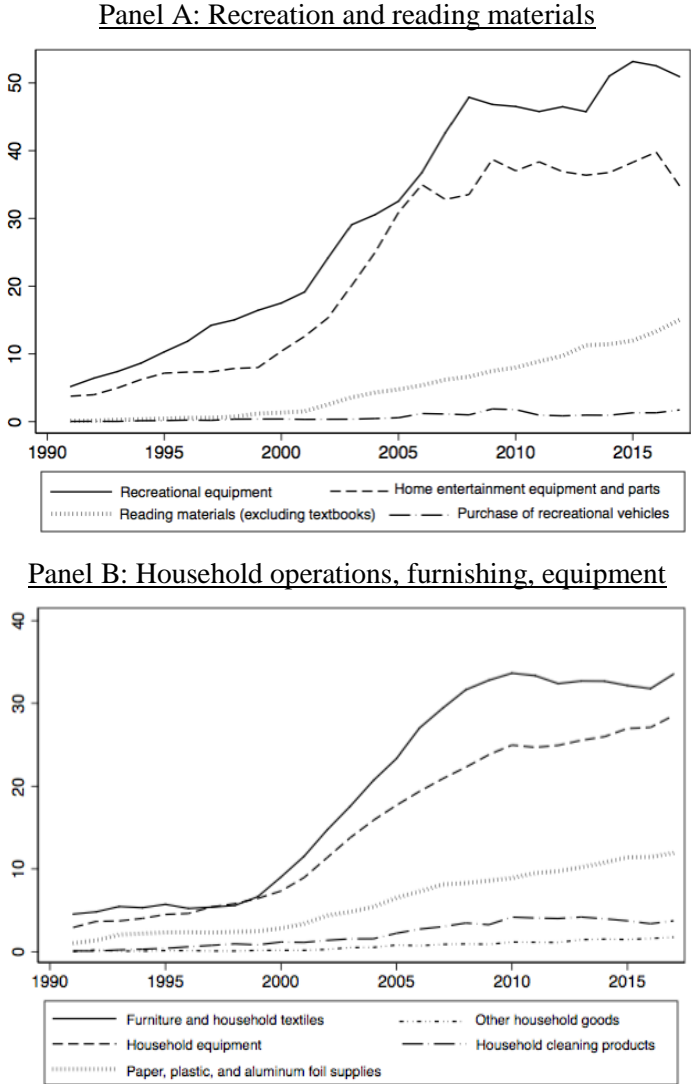 Panel A: Recreation and reading materials
50
40
30
20
10
0
1990 1995 2000 2005 2010 2015
Recreational equipment Home entertainment equipment and parts
Reading materials (excluding textbooks) Purchase of recreational vehicles
Panel B: Household operations, furnishing, equipment
40
30
20
10
0
1990 1995 2000 2005 2010 2015
Furniture and household textiles Other household goods
Household equipment Household cleaning products
Paper, plastic, and aluminum foil supplies